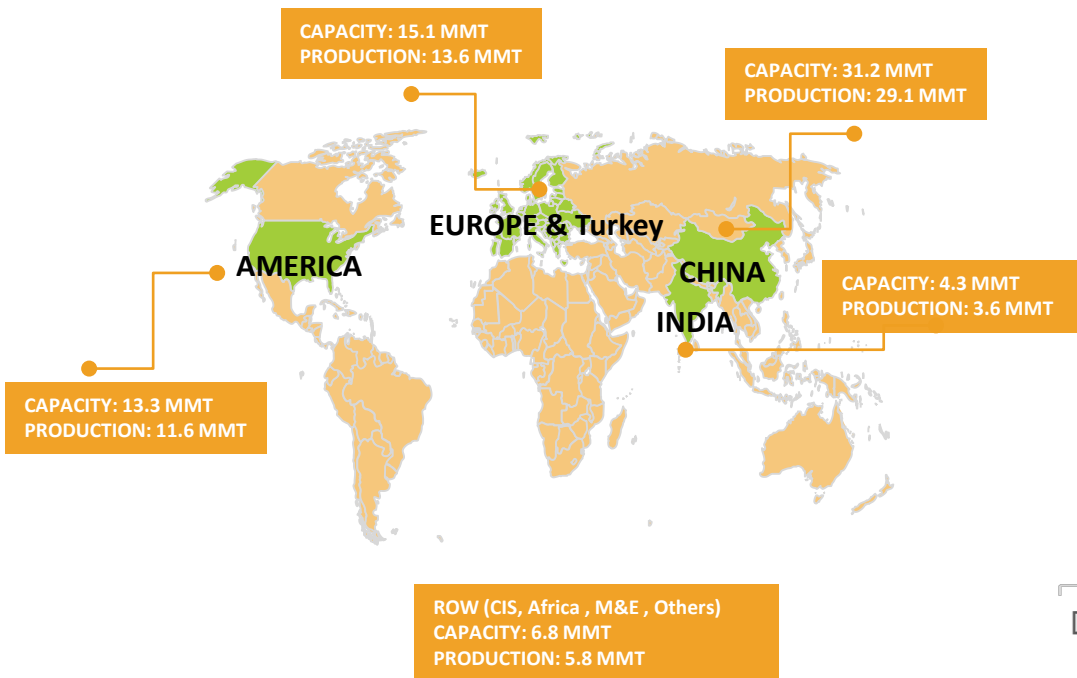 CAPACITY: 15.1 MMT
PRODUCTION: 13.6 MMT
CAPACITY: 31.2 MMT
PRODUCTION: 29.1 MMT
EUROPE & Turkey
AMERICA
CHINA
CAPACITY: 4.3 MMT
PRODUCTION: 3.6 MMT
INDIA
CAPACITY: 13.3 MMT
PRODUCTION: 11.6 MMT
ROW (CIS, Africa , M&E , Others)
CAPACITY: 6.8 MMT
PRODUCTION: 5.8 MMT